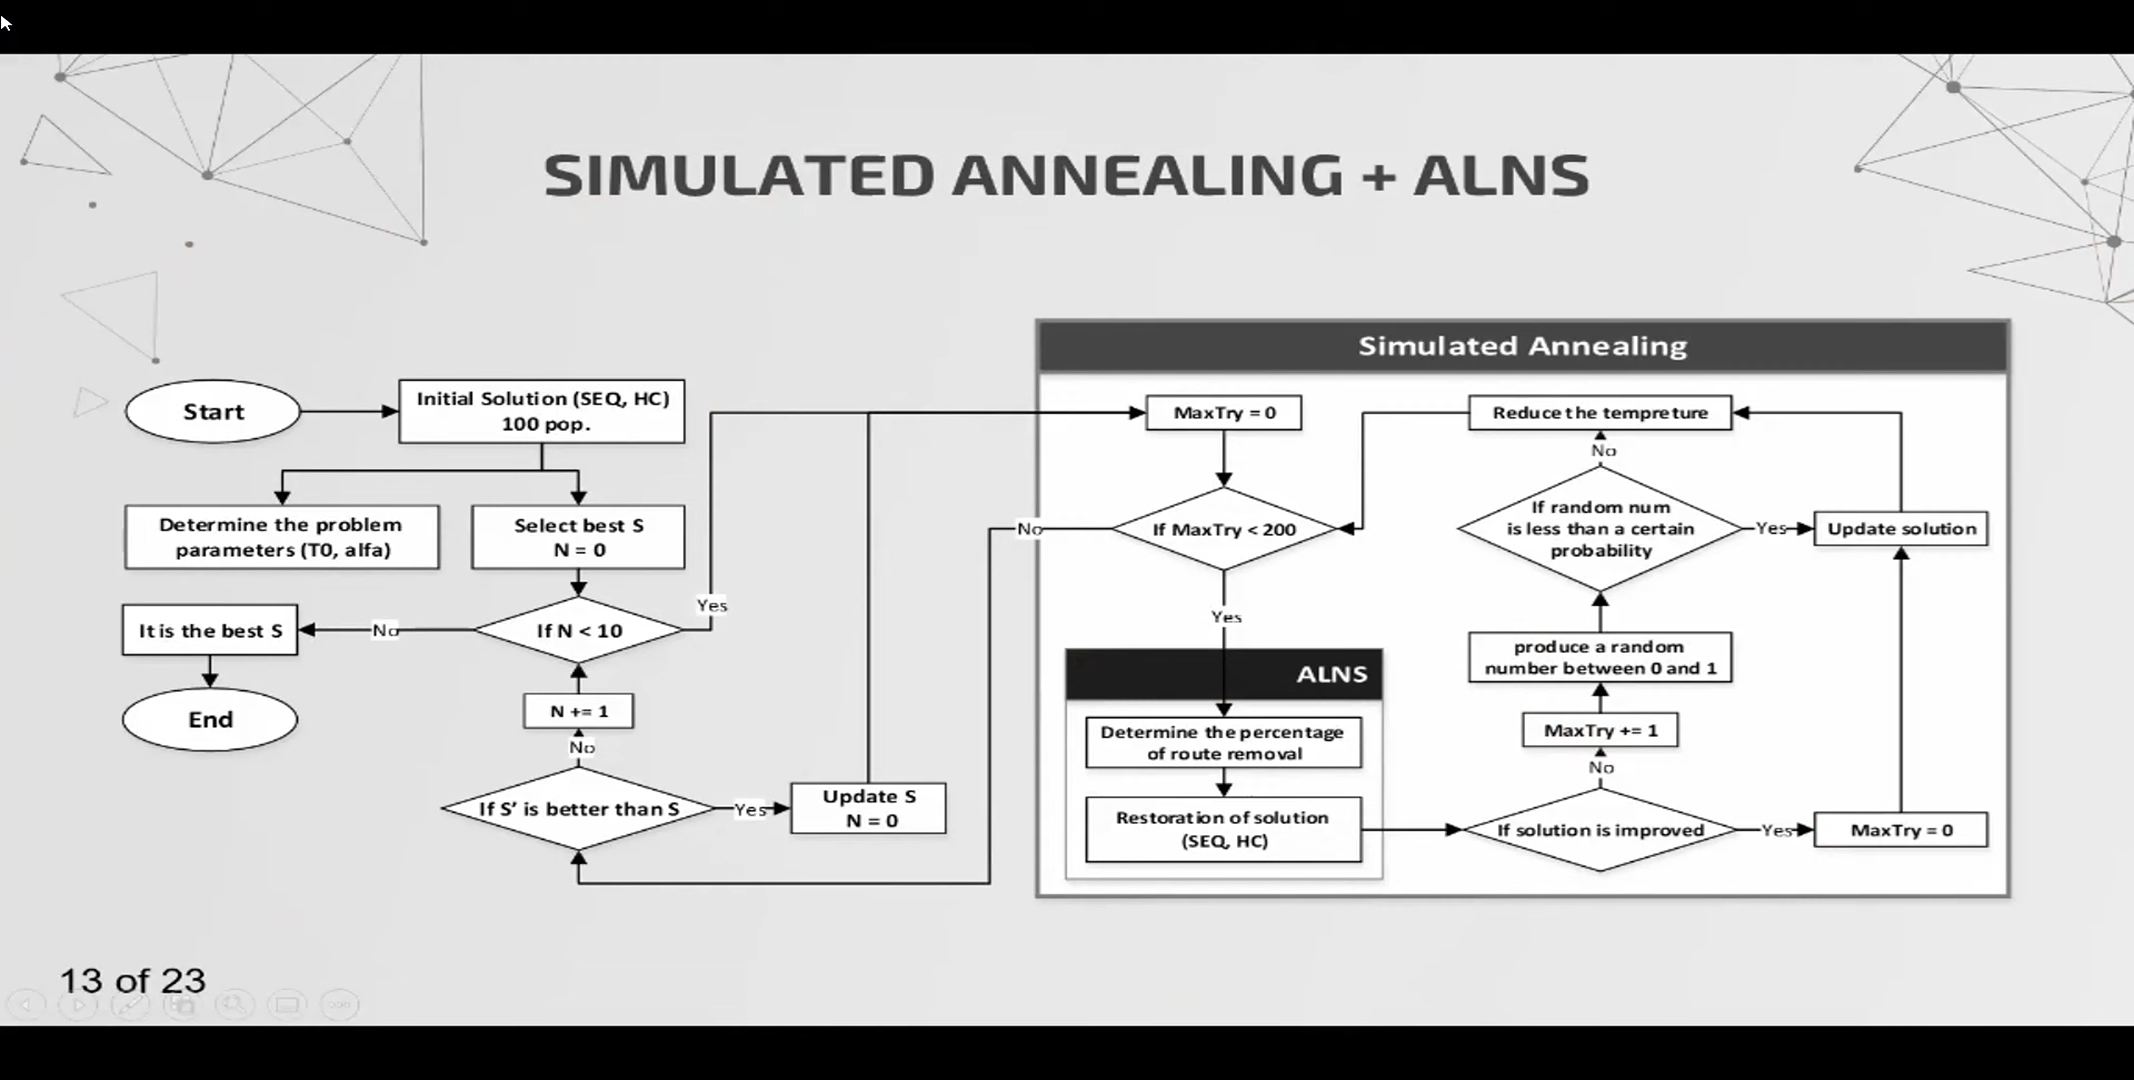 SIMULATED ANNEALING + ALNS
Start
Initial Solution (SEQ, HC)
100 pop.
Determine the problem
parameters (T0, alfa)
Select best S
N = 0
It is the best S
No
If N < 10
Yes
End
N += 1
No
If S’ is better than S
Yes
Update S
N = 0
Simulated Annealing
MaxTry = 0
No
If MaxTry < 200
Yes
ALNS
Determine the percentage
of route removal
Restoration of solution
(SEQ, HC)
Reduce the tempreture
No
If random num
is less than a certain
probability
Yes
Update solution
produce a random
number between 0 and 1
MaxTry += 1
No
If solution is improved
Yes
MaxTry = 0
13 of 23